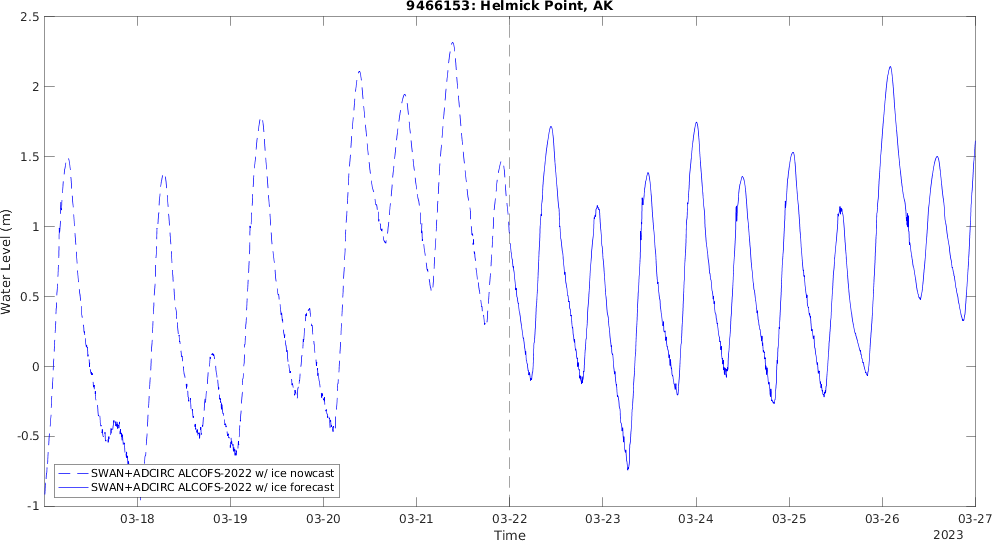 9466153: Helmick Point, AK
2.5
2
1.5
1
0.5
0
-0.5
-1
Water Level (m)
SWAN+ADCIRC ALCOFS-2022 w/ ice nowcast
SWAN+ADCIRC ALCOFS-2022 w/ ice forecast
03-18 03-19 03-20 03-21 03-22 03-23 03-24 03-25 03-26 03-27
Time
2023